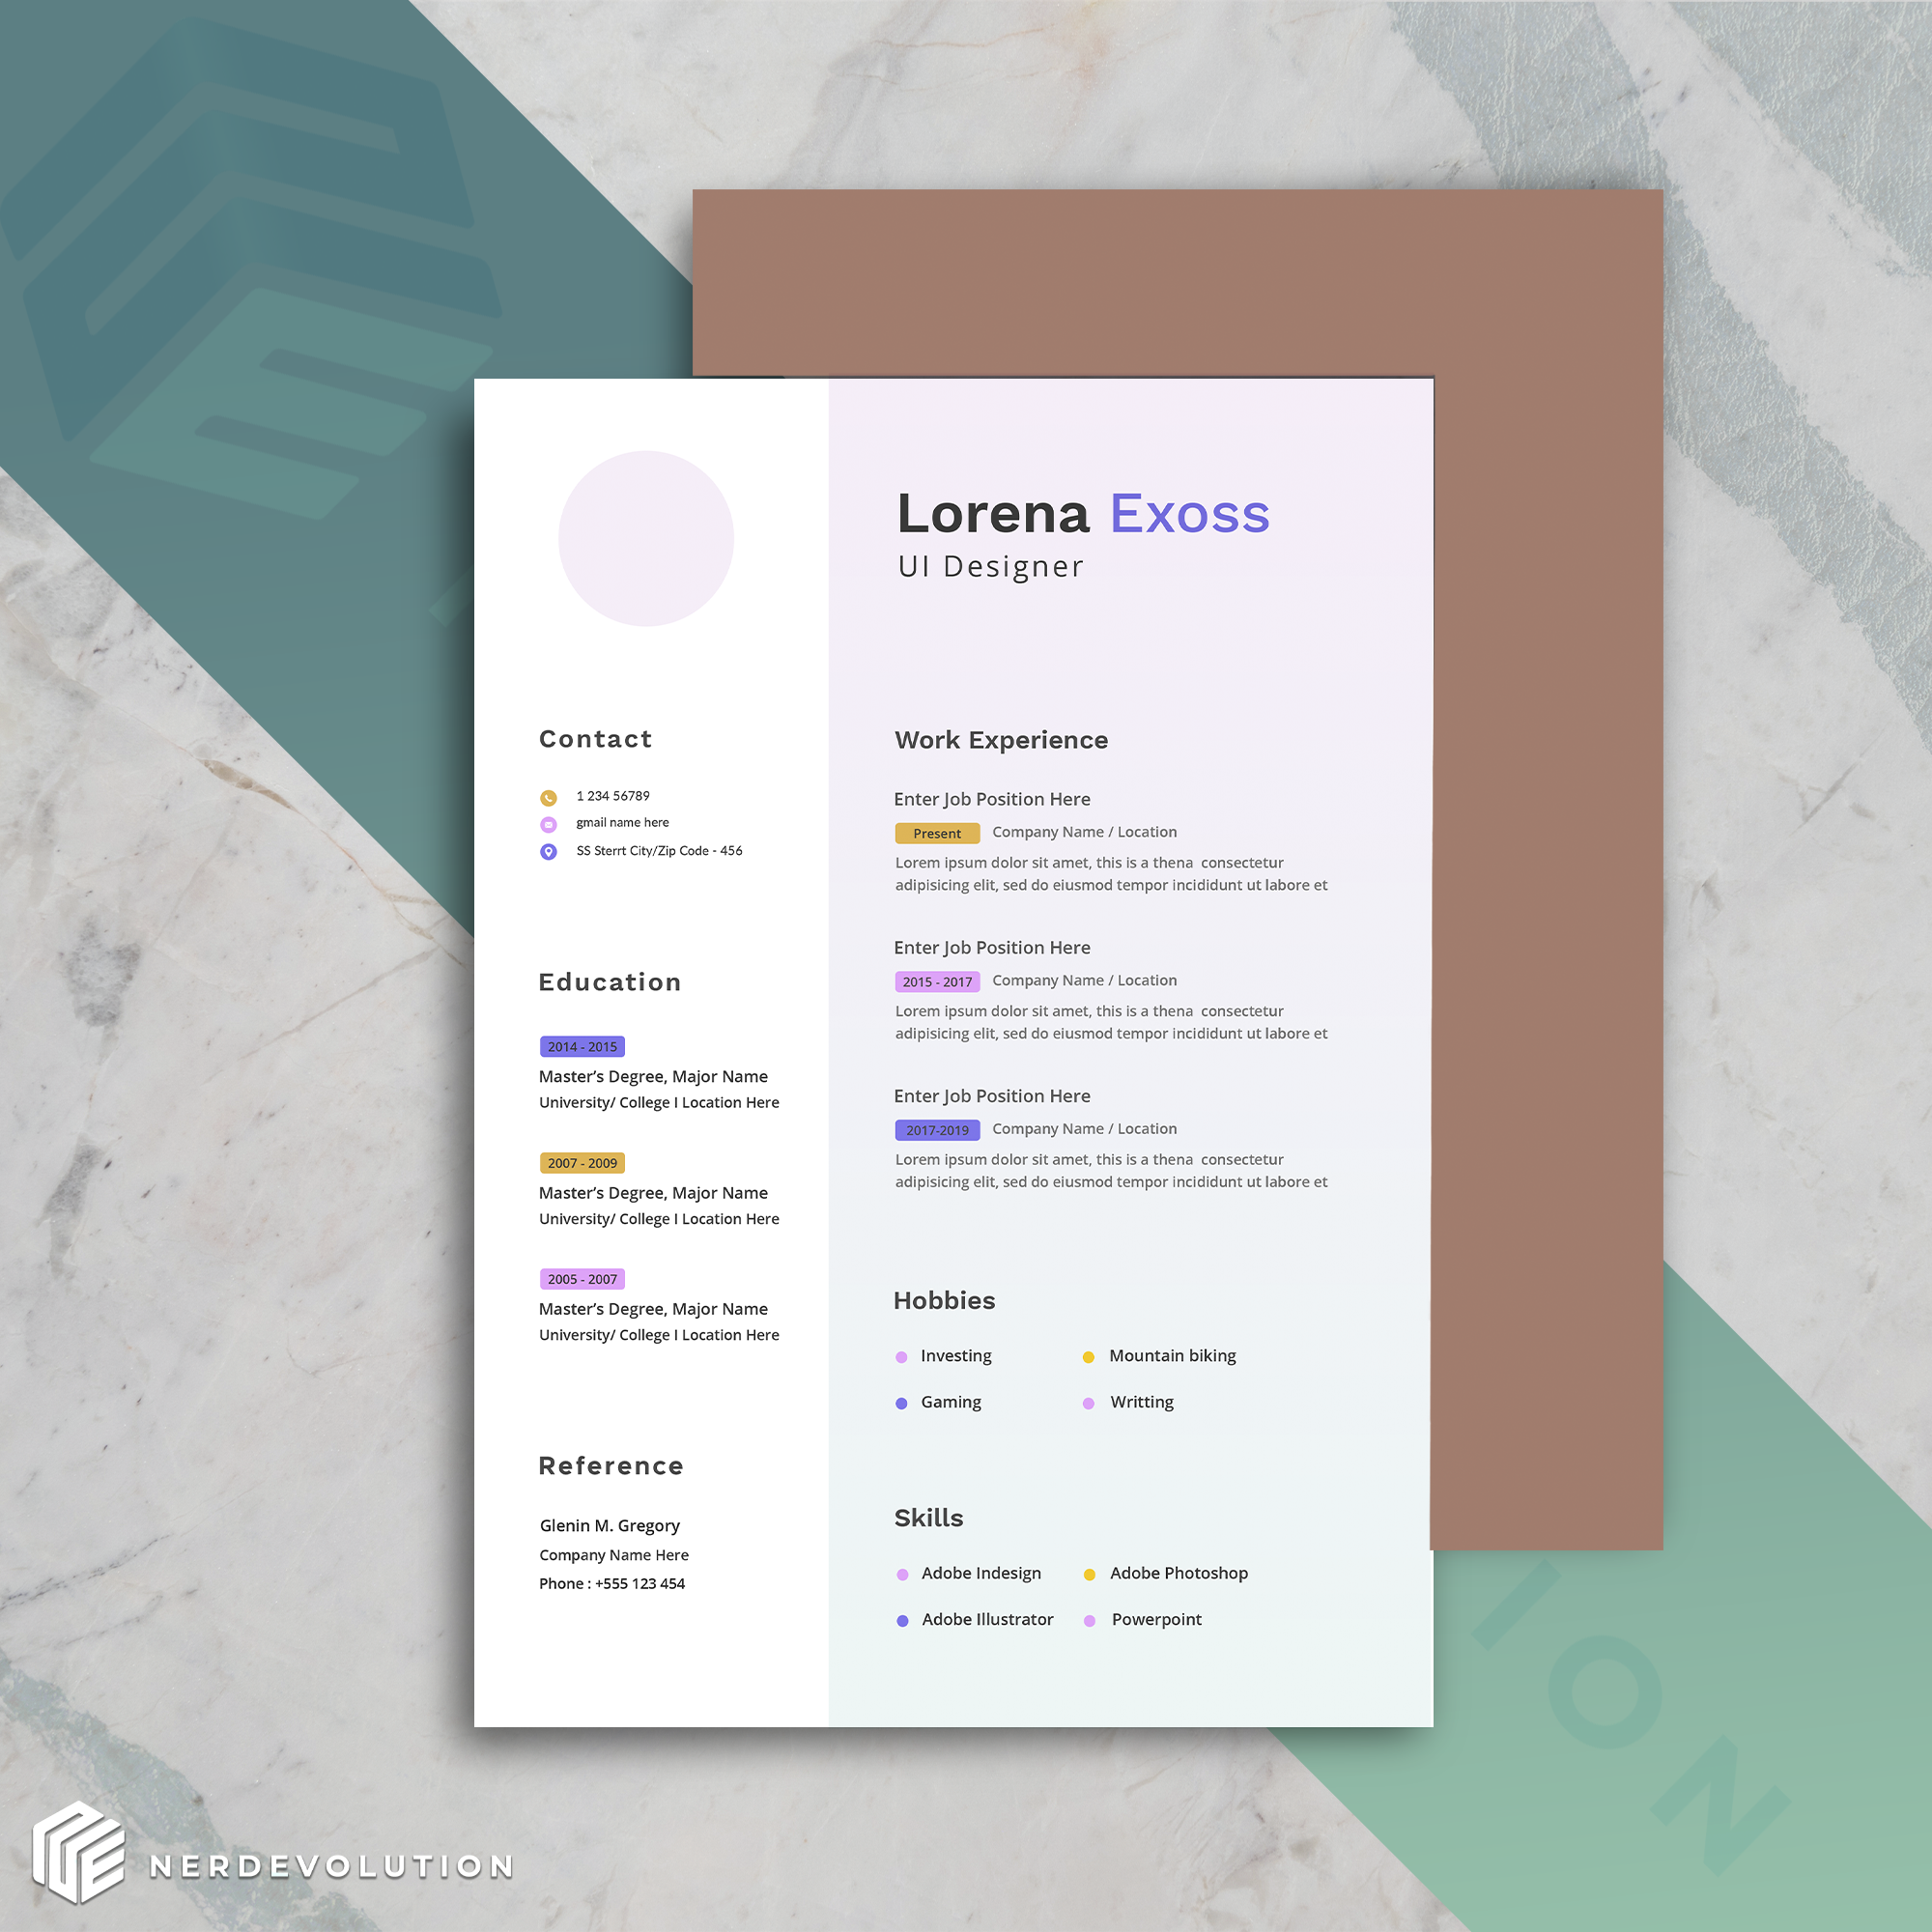 Lorena Exoss
UI Designer
Contact
1 234 56789
gmail name here
SS Sterrt City/Zip Code - 456
Education
2014 - 2015
Master's Degree, Major Name
University/ College I Location Here
2007 - 2009
Master's Degree, Major Name
University/ College I Location Here
2005 - 2007
Master's Degree, Major Name
University/ College I Location Here
Reference
Glenin M. Gregory
Company Name Here
Phone : +555 123 454
Work Experience
Enter Job Position Here
Present Company Name / Location
Lorem ipsum dolor sit amet, this is a thena  consectetur
adipisicing elit, sed do eiusmod tempor incididunt ut labore et
Enter Job Position Here
2015 - 2017 Company Name / Location
Lorem ipsum dolor sit amet, this is a thena  consectetur
adipisicing elit, sed do eiusmod tempor incididunt ut labore et
Enter Job Position Here
2017-2019 Company Name / Location
Lorem ipsum dolor sit amet, this is a thena  consectetur
adipisicing elit, sed do eiusmod tempor incididunt ut labore et
Hobbies
Investing Mountain biking
Gaming Writting
Skills
Adobe Indesign Adobe Photoshop
Adobe Illustrator Powerpoint
ION
NERDEVOLUTION